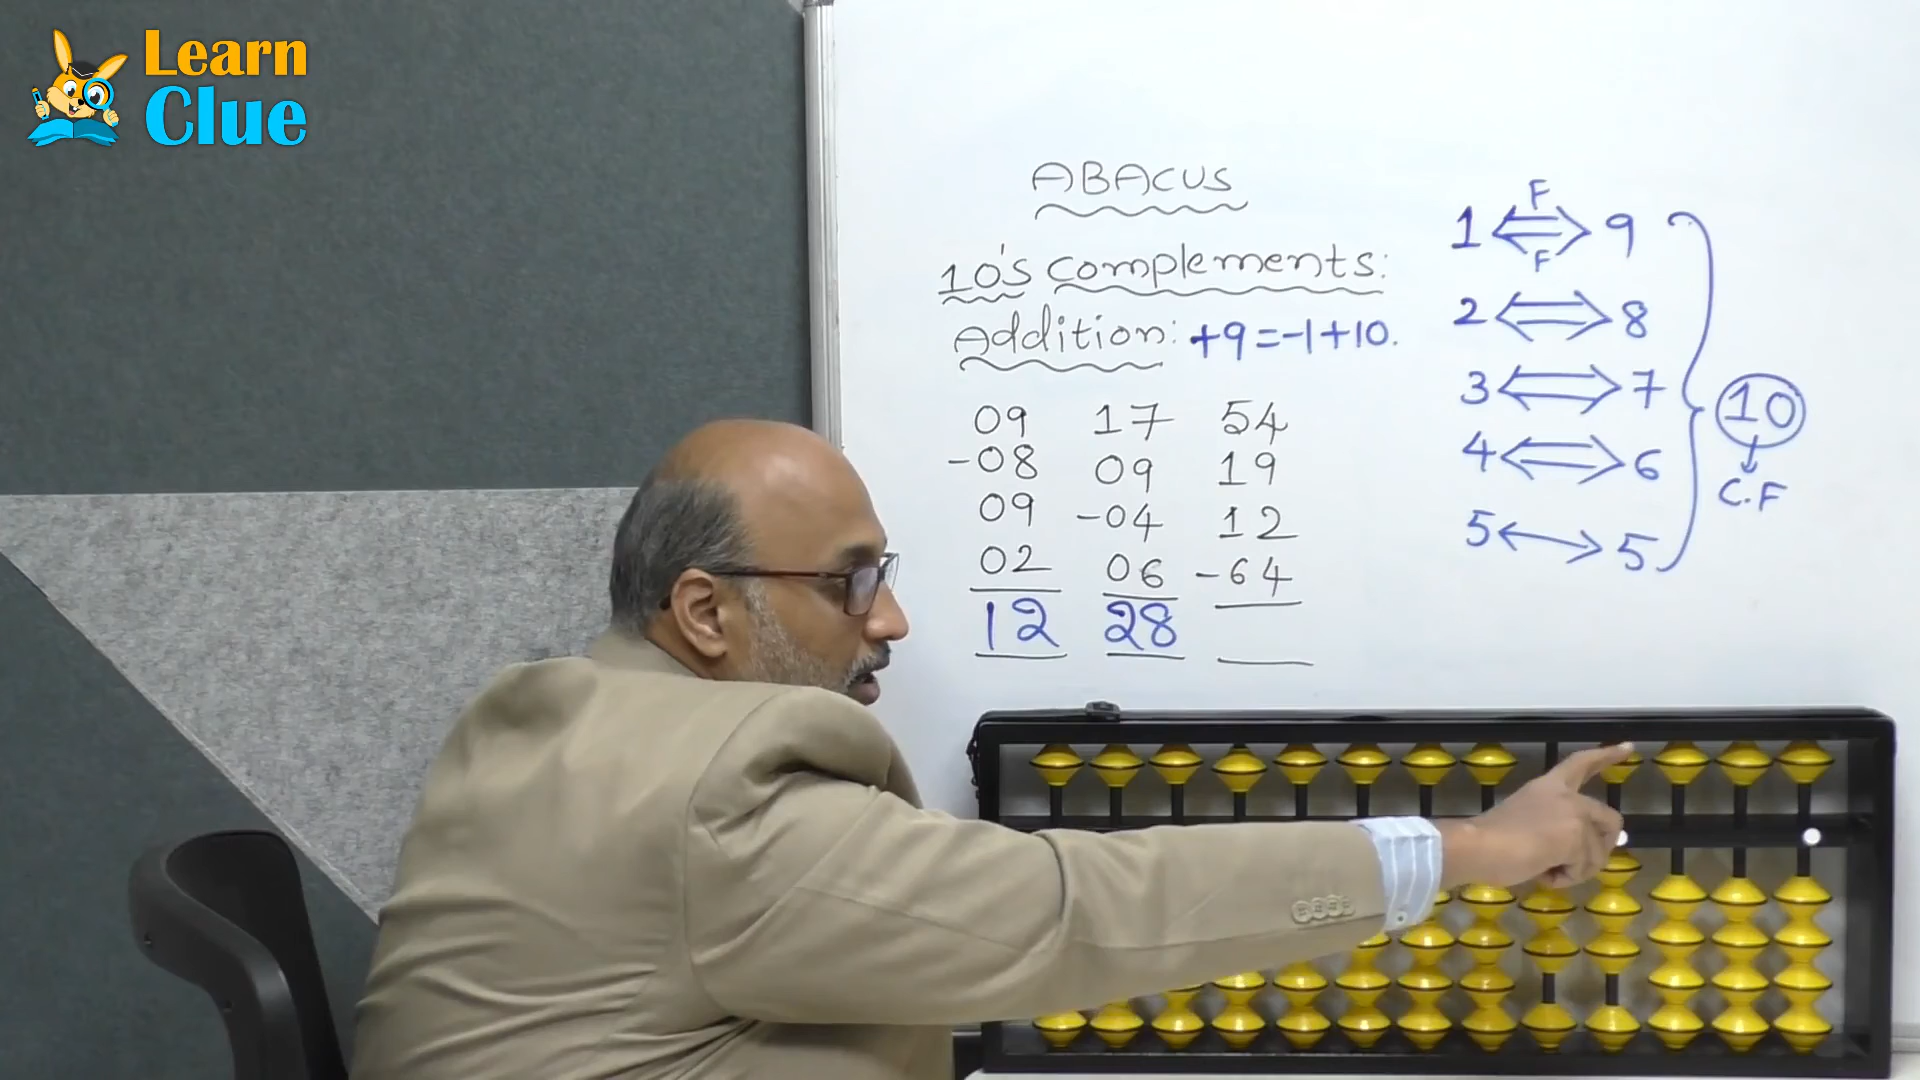 Learn
Clue
ABACUS
10's complements:
Addition: +9=-1+10.
09 17 54
-08 09 19
09 -04 12
02 06 -64
12 28
F
1 9
F
2 8
3 7
4 6
5 5
10
C.F